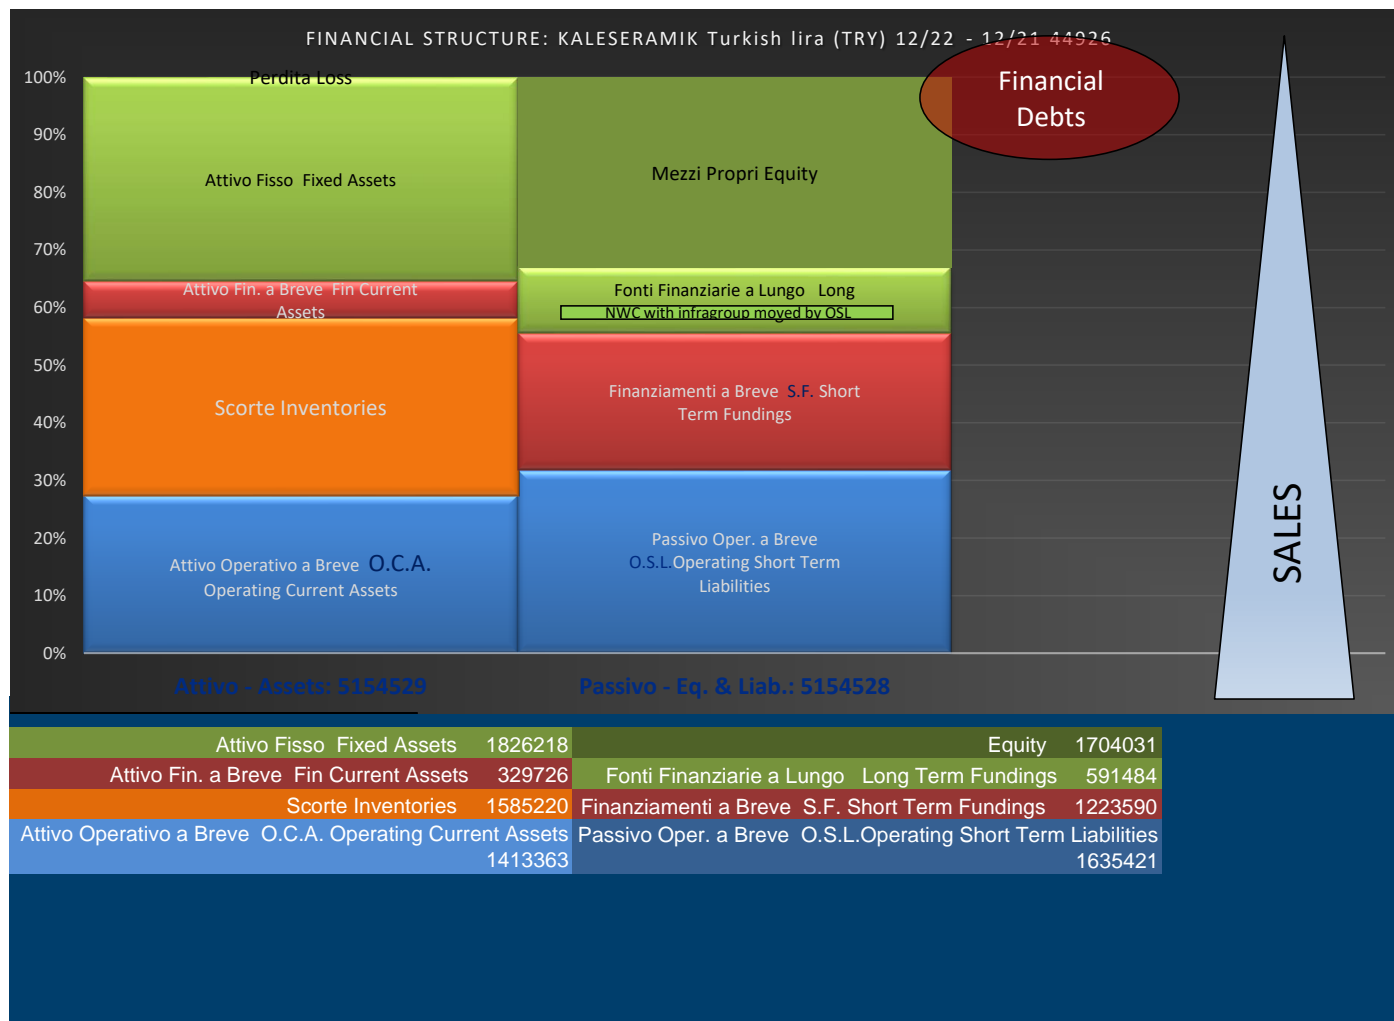 FINANCIAL STRUCTURE: KALESERAMIK Turkish lira (TRY) 12/22 - 12/21 44926
Financial
Debts
100%
90%
80%
70%
60%
50%
40%
30%
20%
10%
0%
Perdita Loss
Attivo Fisso Fixed Assets
Attivo Fin. a Breve Fin Current
Assets
Scorte Inventories
Attivo Operativo a Breve O.C.A.
Operating Current Assets
Mezzi Propri Equity
Fonti Finanziarie a Lungo Long
NWC with infragroup moved by OSL
Finanziamenti a Breve S.F. Short
Term Fundings
Passivo Oper. a Breve
O.S.L.Operating Short Term
Liabilities
SALES
Attivo - Assets: 5154529
Passivo - Eq. & Liab.: 5154528
Attivo Fisso Fixed Assets 1826218
Equity 1704031
Attivo Fin. a Breve Fin Current Assets 329726
Fonti Finanziarie a Lungo Long Term Fundings 591484
Scorte Inventories 1585220
Finanziamenti a Breve S.F. Short Term Fundings 1223590
Attivo Operativo a Breve O.C.A. Operating Current Assets
1413363
Passivo Oper. a Breve O.S.L.Operating Short Term Liabilities
1635421